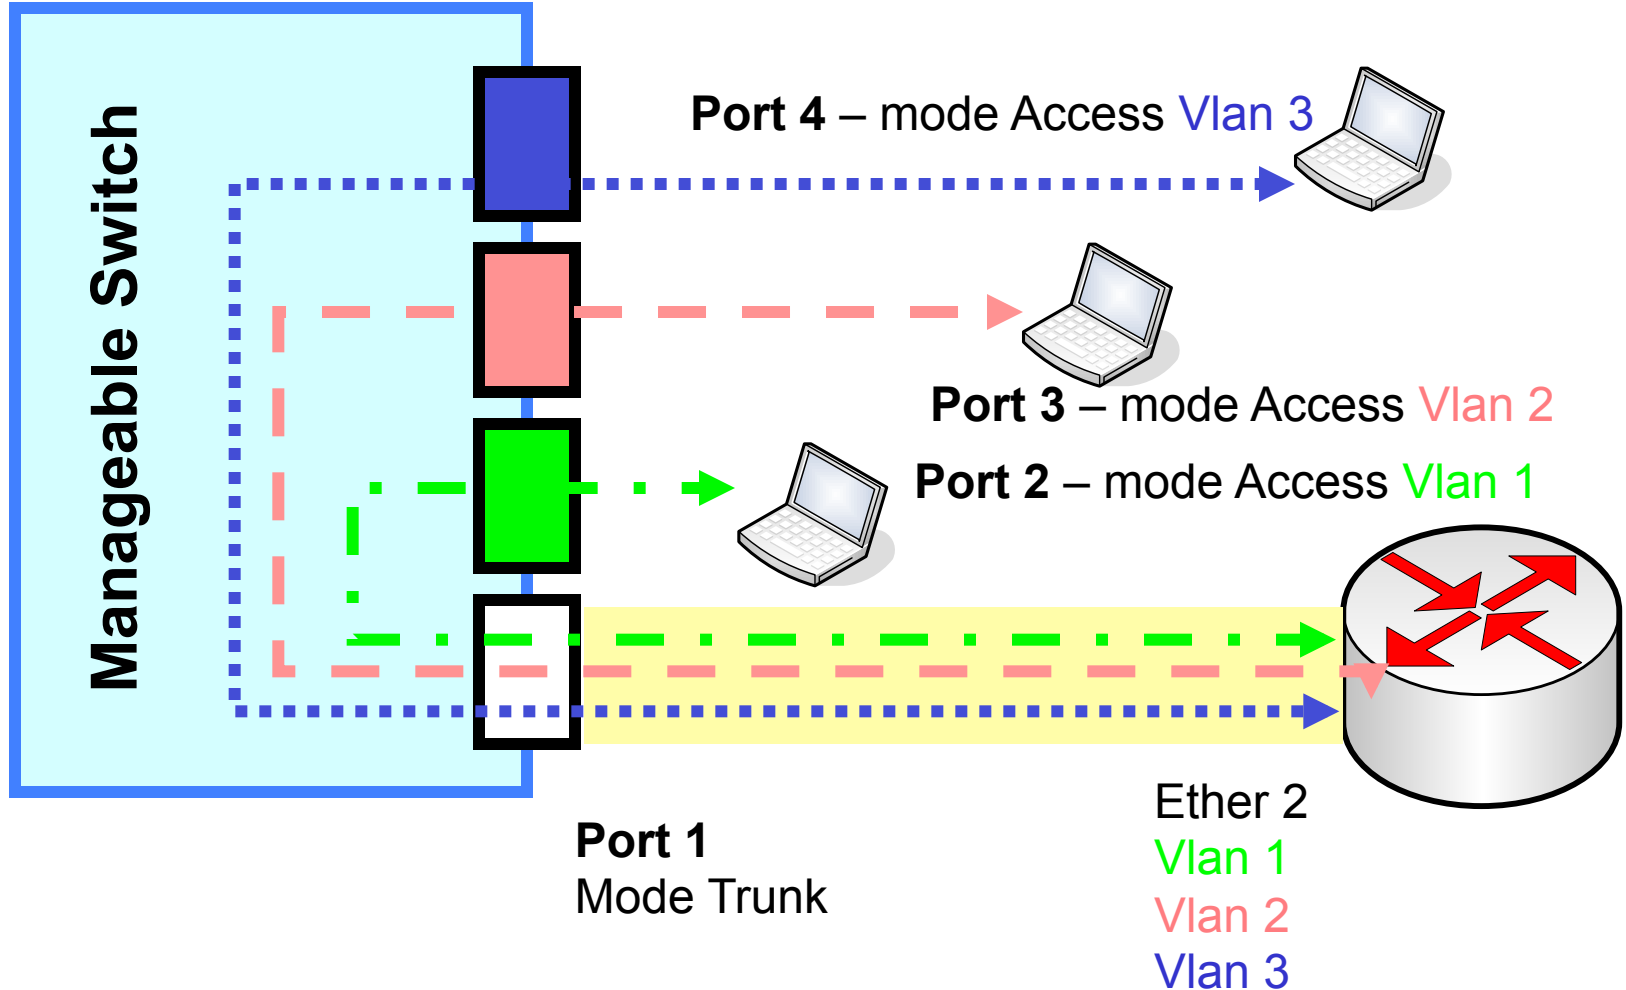 Manageable Switch
Port 4 – mode Access Vlan 3
Port 3 – mode Access Vlan 2
Port 2 – mode Access Vlan 1
Port 1
Mode Trunk
Ether 2
Vlan 1
Vlan 2
Vlan 3